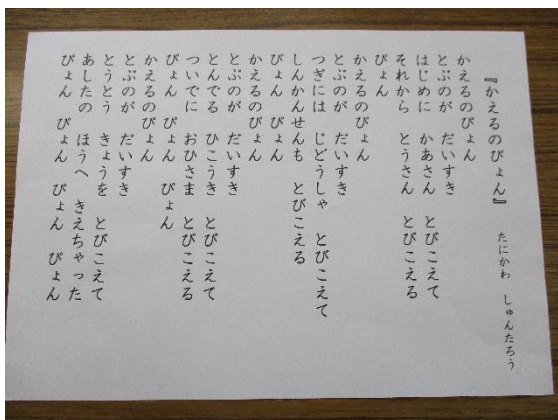 『かえるのぴょん』
たにかわ しゅんたろう
かえるのぴょん
とぶのが だいすき
はじめに かあさん とびこえて
それから とうさん とびこえる
ぴょん
かえるのぴょん
とぶのが だいすき
つぎには じどうしゃ とびこえて
しんかんせんも とびこえる
ぴょん ぴょん
かえるのぴょん
とぶのが だいすき
とんでる ひこうき とびこえて
ついでに おひさま とびこえる
ぴょん ぴょん ぴょん
かえるのぴょん
とぶのが だいすき
とうとう きょうを とびこえて
あしたの ほうへ きえちゃった
ぴょん ぴょん ぴょん ぴょん